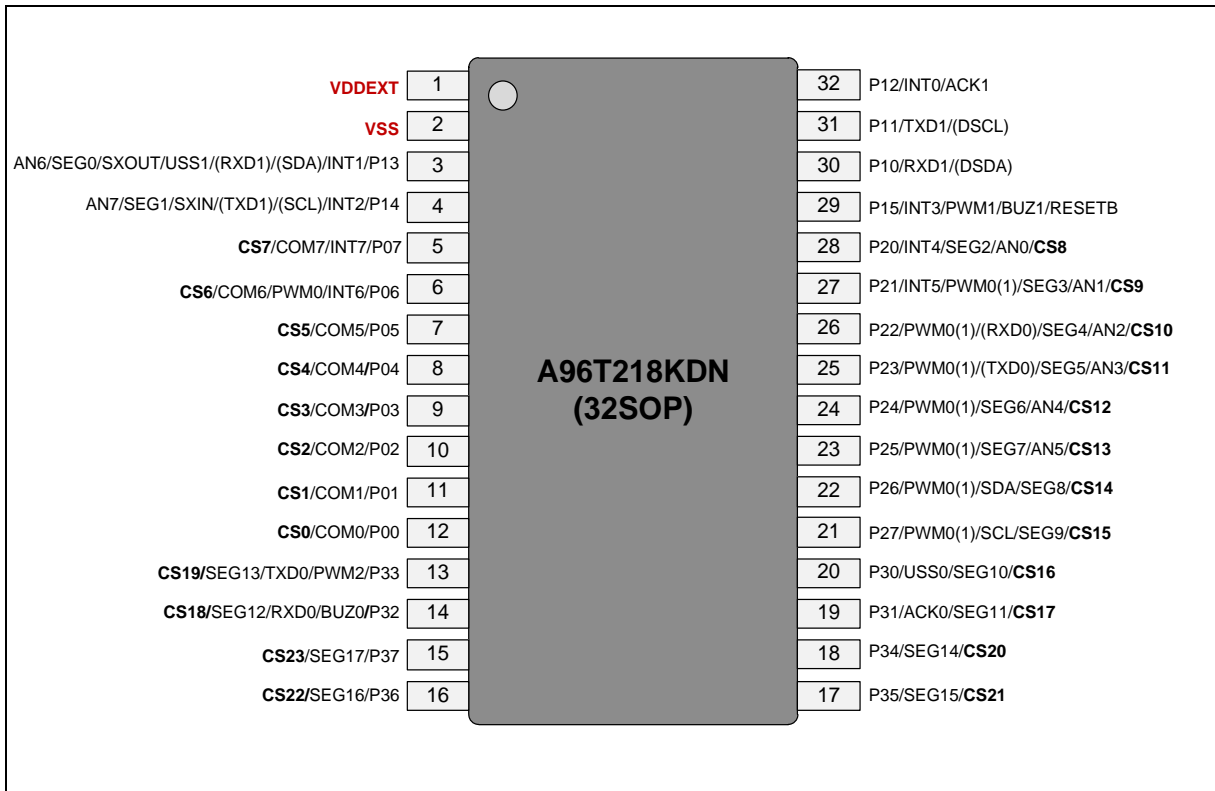 VDDEXT 1
VSS 2
AN6/SEG0/SXOUT/USS1/(RXD1)/(SDA)/INT1/P13 3
AN7/SEG1/SXIN/(TXD1)/(SCL)/INT2/P14 4
CS7/COM7/INT7/P07 5
CS6/COM6/PWM0/INT6/P06 6
CS5/COM5/P05 7
CS4/COM4/P04 8
CS3/COM3/P03 9
CS2/COM2/P02 10
CS1/COM1/P01 11
CS0/COM0/P00 12
CS19/SEG13/TXD0/PWM2/P33 13
CS18/SEG12/RXD0/BUZ0/P32 14
CS23/SEG17/P37 15
CS22/SEG16/P36 16
A96T218KDN
(32SOP)
32 P12/INT0/ACK1
31 P11/TXD1/(DSCL)
30 P10/RXD1/(DSDA)
29 P15/INT3/PWM1/BUZ1/RESETB
28 P20/INT4/SEG2/AN0/CS8
27 P21/INT5/PWM0(1)/SEG3/AN1/CS9
26 P22/PWM0(1)/(RXD0)/SEG4/AN2/CS10
25 P23/PWM0(1)/(TXD0)/SEG5/AN3/CS11
24 P24/PWM0(1)/SEG6/AN4/CS12
23 P25/PWM0(1)/SEG7/AN5/CS13
22 P26/PWM0(1)/SDA/SEG8/CS14
21 P27/PWM0(1)/SCL/SEG9/CS15
20 P30/USS0/SEG10/CS16
19 P31/ACK0/SEG11/CS17
18 P34/SEG14/CS20
17 P35/SEG15/CS21